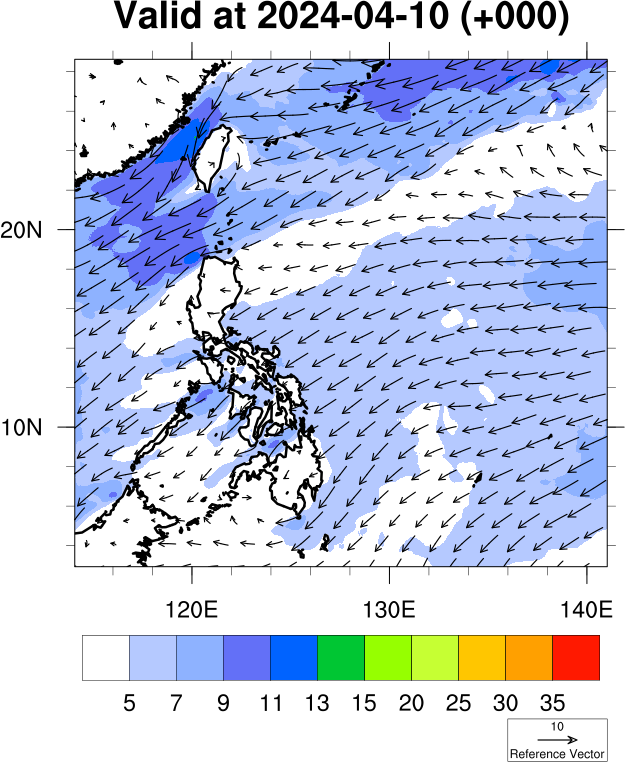 Valid at 2024-04-10 (+000)
20N
10N
120E 130E 140E
5 7 9 11 13 15 20 25 30 35
10
Reference Vector